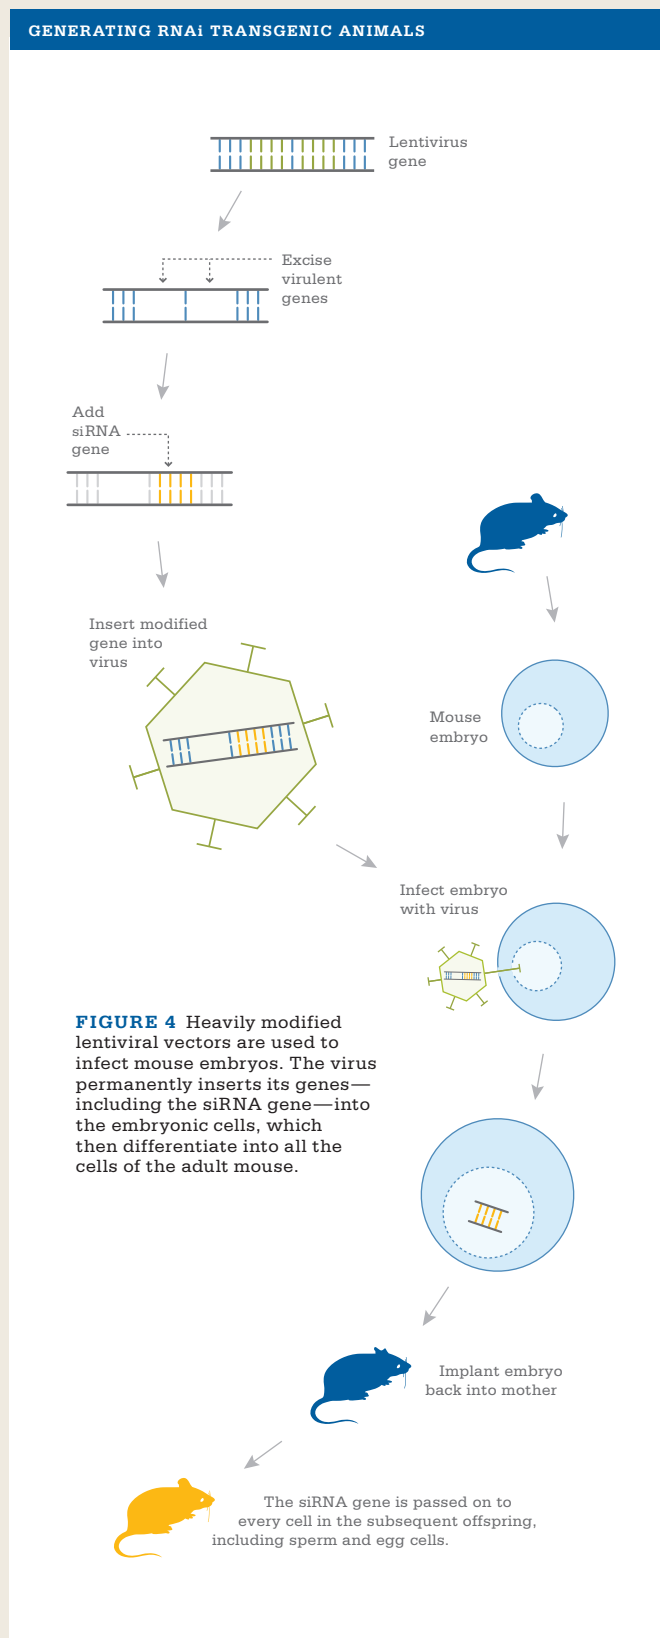 GENERATING RNAi TRANSGENIC ANIMALS
Lentivirus
gene
Excise
virulent
genes
Add
siRNA
gene
Insert modified
gene into
virus
Mouse
embryo
Infect embryo
with virus
FIGURE 4 Heavily modified
lentiviral vectors are used to
infect mouse embryos. The virus
permanently inserts its genes—
including the siRNA gene—into
the embryonic cells, which
then differentiate into all the
cells of the adult mouse.
Implant embryo
back into mother
The siRNA gene is passed on to
every cell in the subsequent offspring,
including sperm and egg cells.